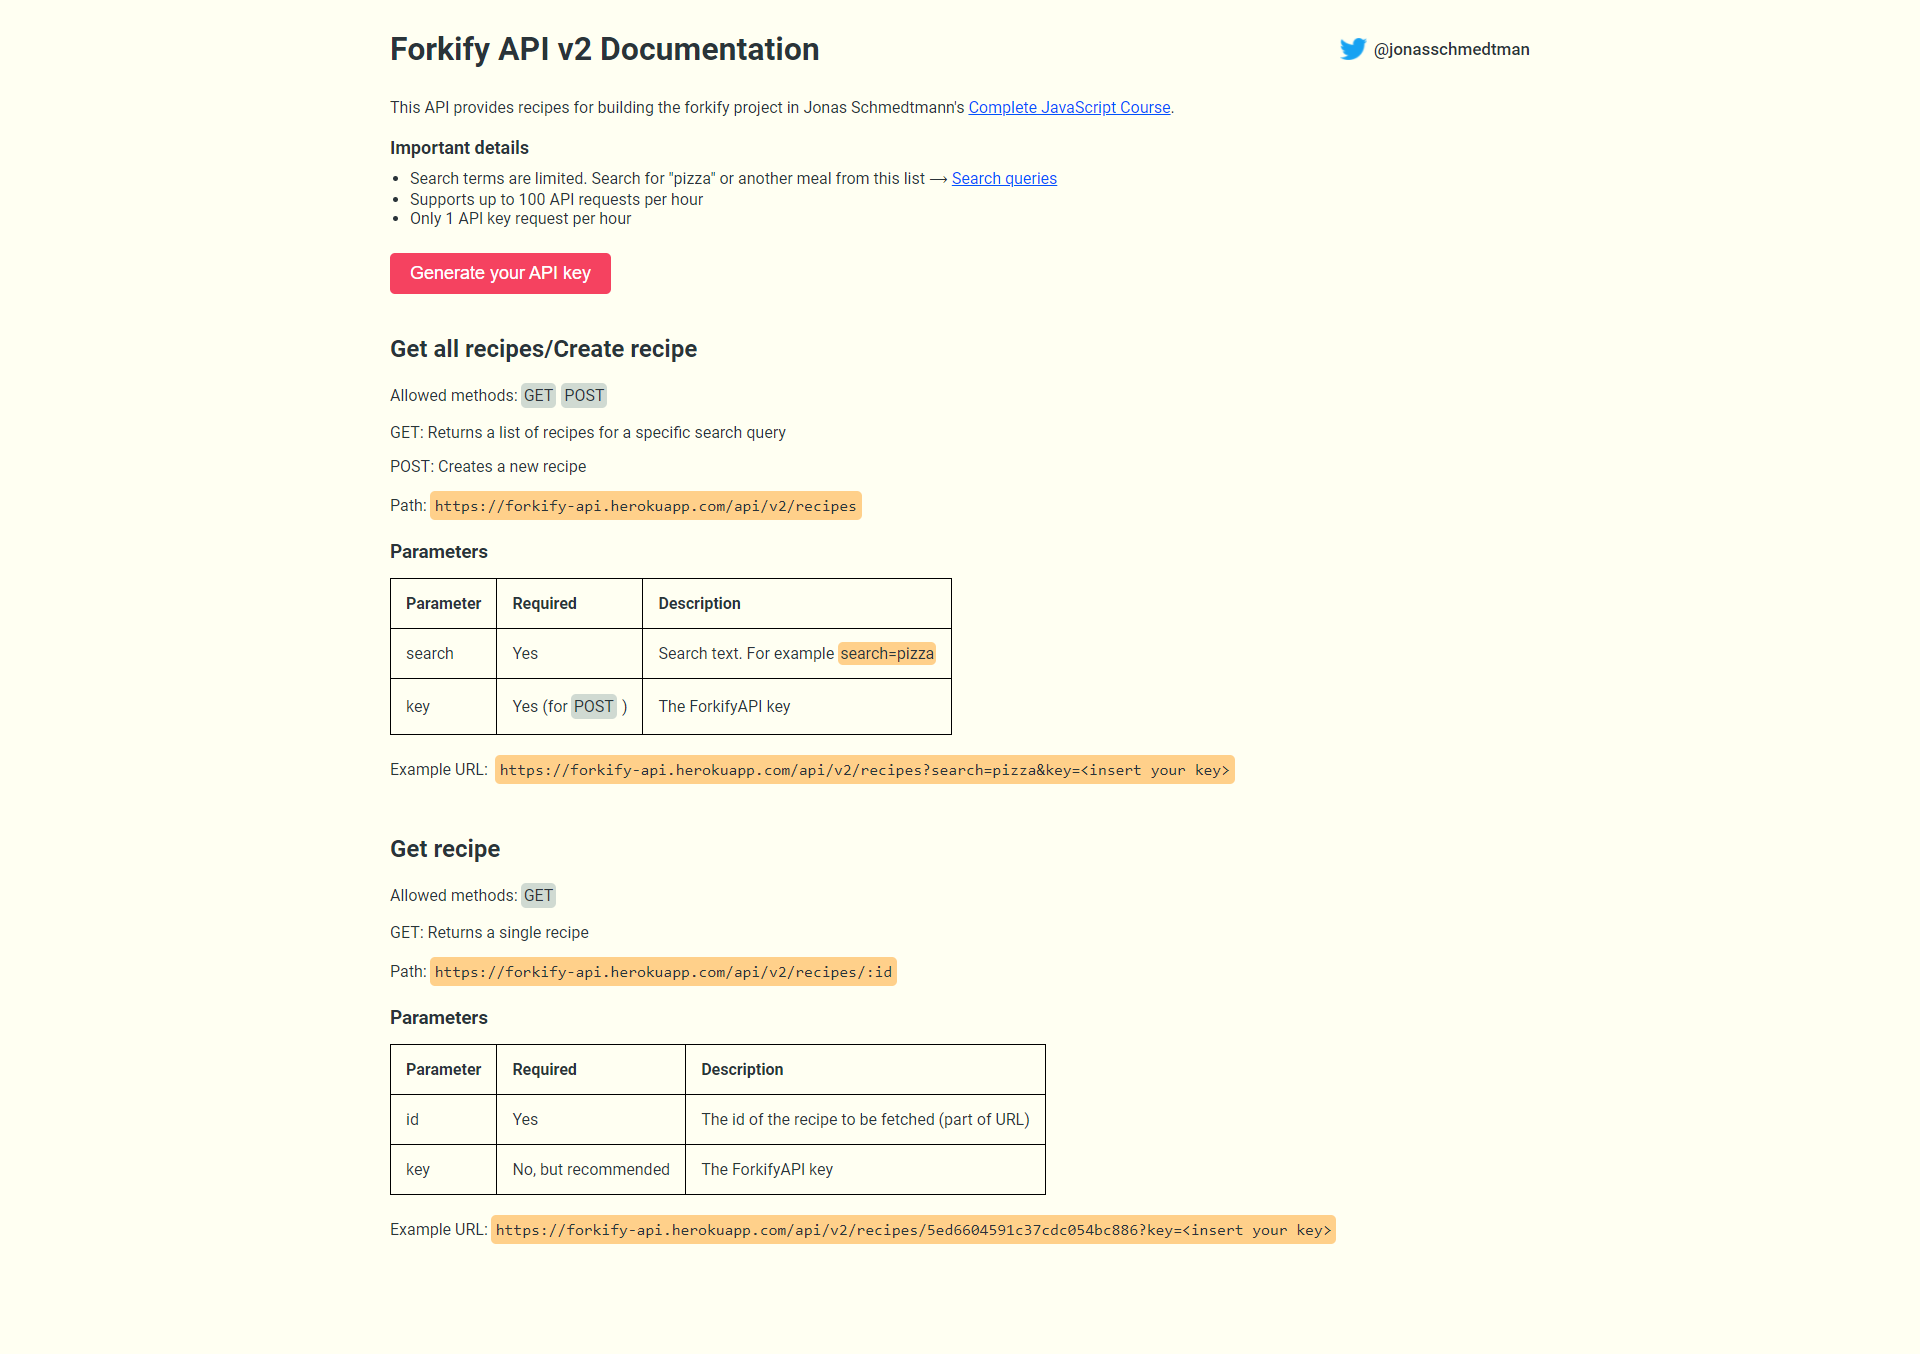 Forkify API v2 Documentation
@jonasschmedtman
This API provides recipes for building the forkify project in Jonas Schmedtmann's Complete JavaScript Course.
Important details
• Search terms are limited. Search for "pizza" or another meal from this list ⟶ Search queries
• Supports up to 100 API requests per hour
• Only 1 API key request per hour
Generate your API key
Get all recipes/Create recipe
Allowed methods: GET POST
GET: Returns a list of recipes for a specific search query
POST: Creates a new recipe
Path: https://forkify-api.herokuapp.com/api/v2/recipes
Parameters
Parameter Required Description
search Yes Search text. For example search=pizza
key Yes (for POST ) The ForkifyAPI key
Example URL: https://forkify-api.herokuapp.com/api/v2/recipes?search=pizza&key=<insert your key>
Get recipe
Allowed methods: GET
GET: Returns a single recipe
Path: https://forkify-api.herokuapp.com/api/v2/recipes/:id
Parameters
Parameter Required Description
id Yes The id of the recipe to be fetched (part of URL)
key No, but recommended The ForkifyAPI key
Example URL: https://forkify-api.herokuapp.com/api/v2/recipes/5ed6604591c37cdc054bc886?key=<insert your key>